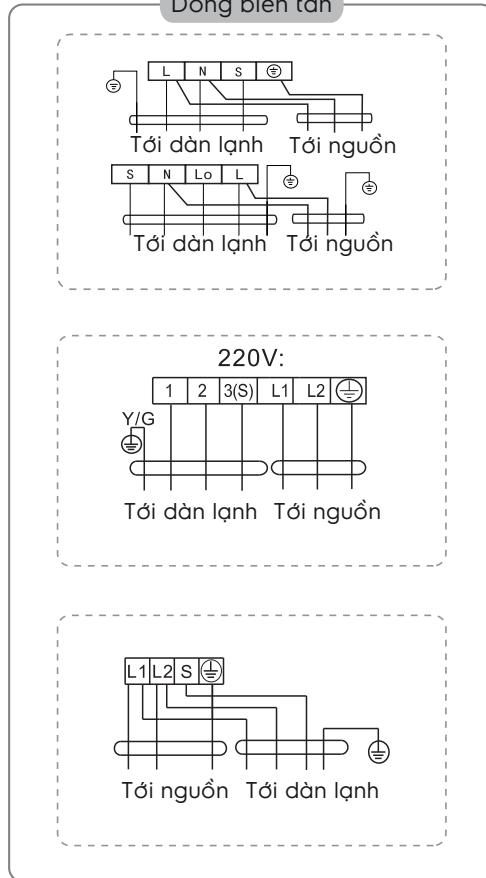 Dòng biến tần
L N S
Tới dàn lạnh Tới nguồn
S N Lo L
Tới dàn lạnh Tới nguồn
220V:
1 2 3(S) L1 L2
Y/G
Tới dàn lạnh Tới nguồn
L1 L2 S
Tới nguồn Tới dàn lạnh